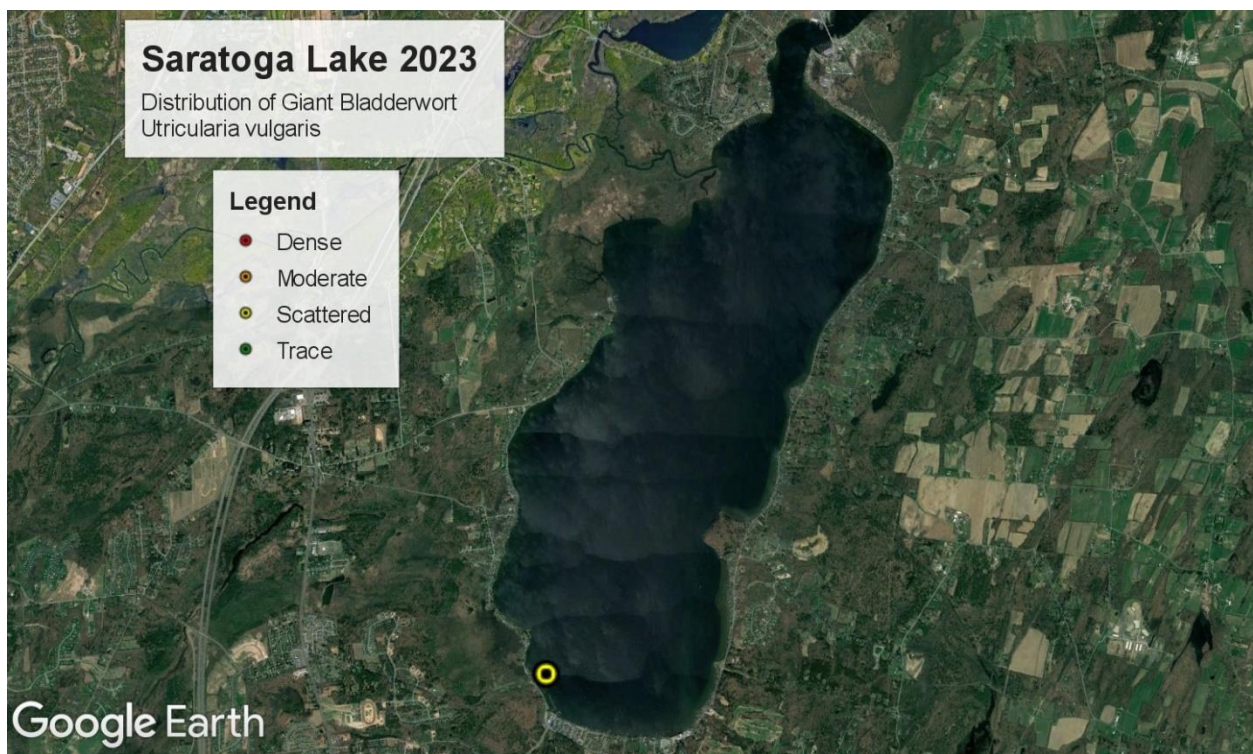 Saratoga Lake 2023
Distribution of Giant Bladderwort
Utricularia vulgaris
Legend
Dense
Moderate
Scattered
Trace
Google Earth